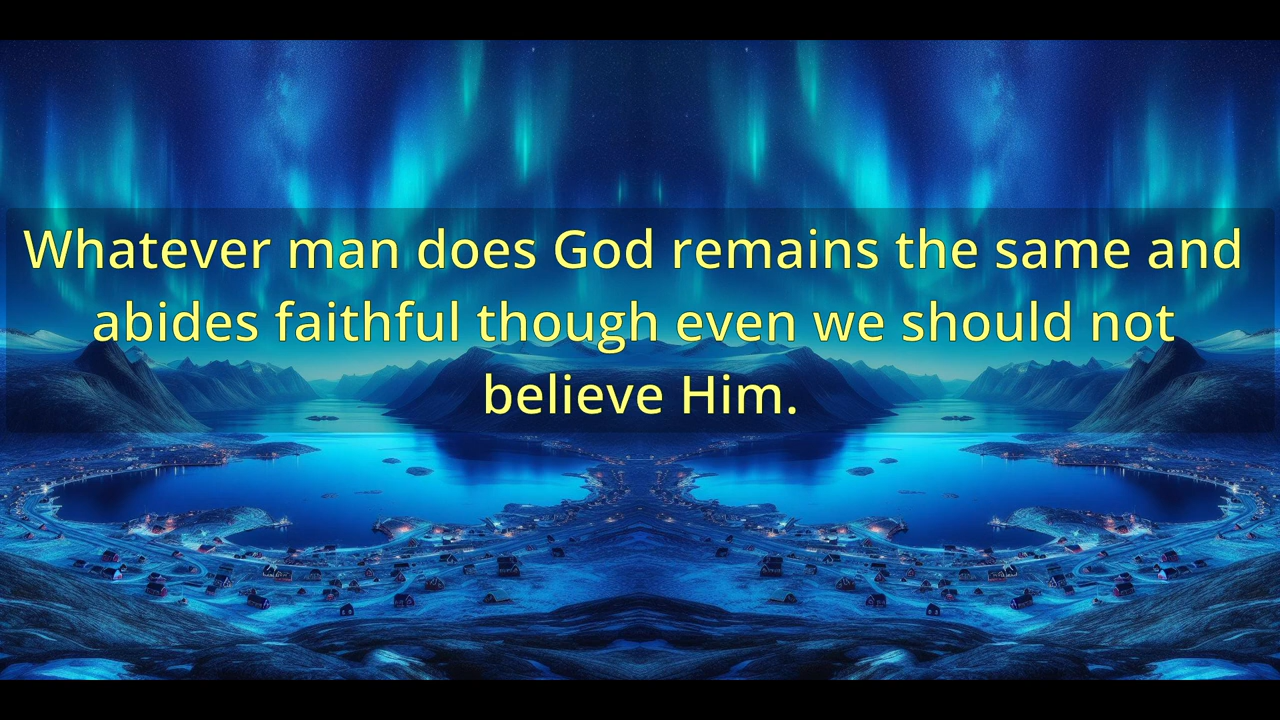 Whatever man does God remains the same and
abides faithful though even we should not
believe Him.